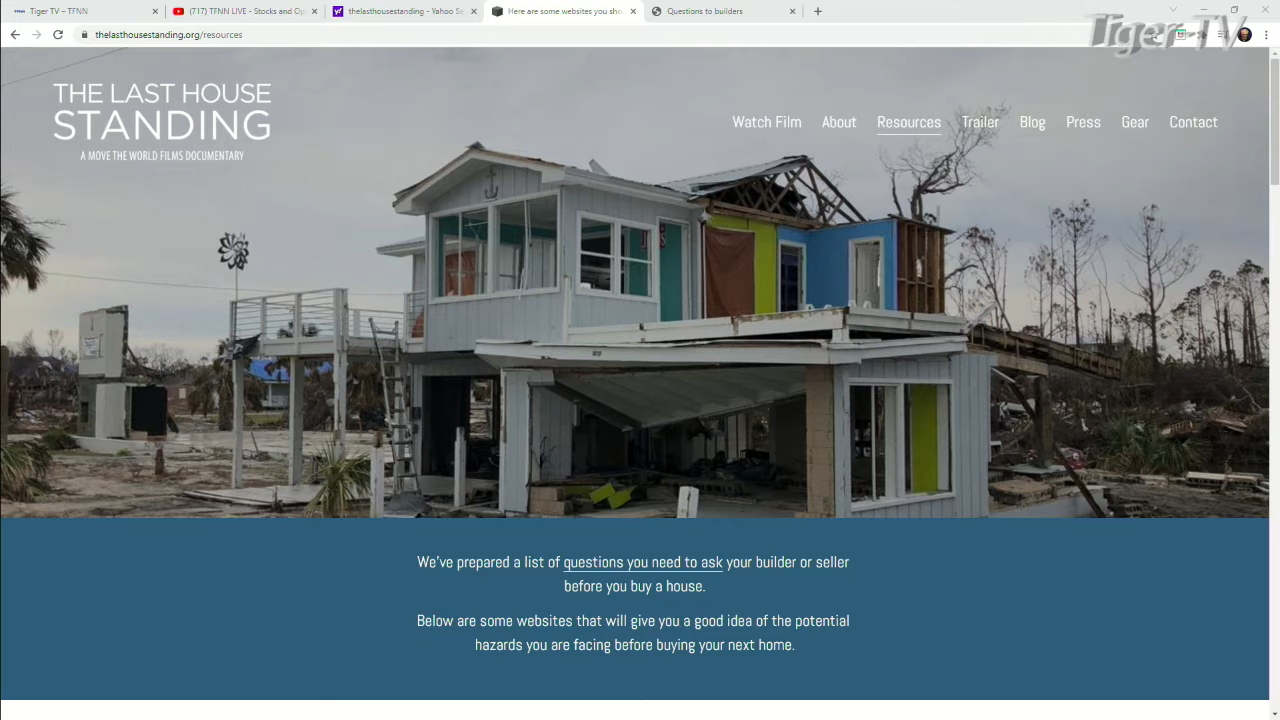 Tiger TV – TFNN
(717) TFNN LIVE - Stocks and Op
thelasthousestanding - Yahoo Se
Here are some websites you sho
Questions to builders
thelasthousestanding.org/resources
Tiger TV
THE LAST HOUSE
STANDING
A MOVE THE WORLD FILMS DOCUMENTARY
Watch Film About Resources Trailer Blog Press Gear Contact
We've prepared a list of questions you need to ask your builder or seller
before you buy a house.
Below are some websites that will give you a good idea of the potential
hazards you are facing before buying your next home.